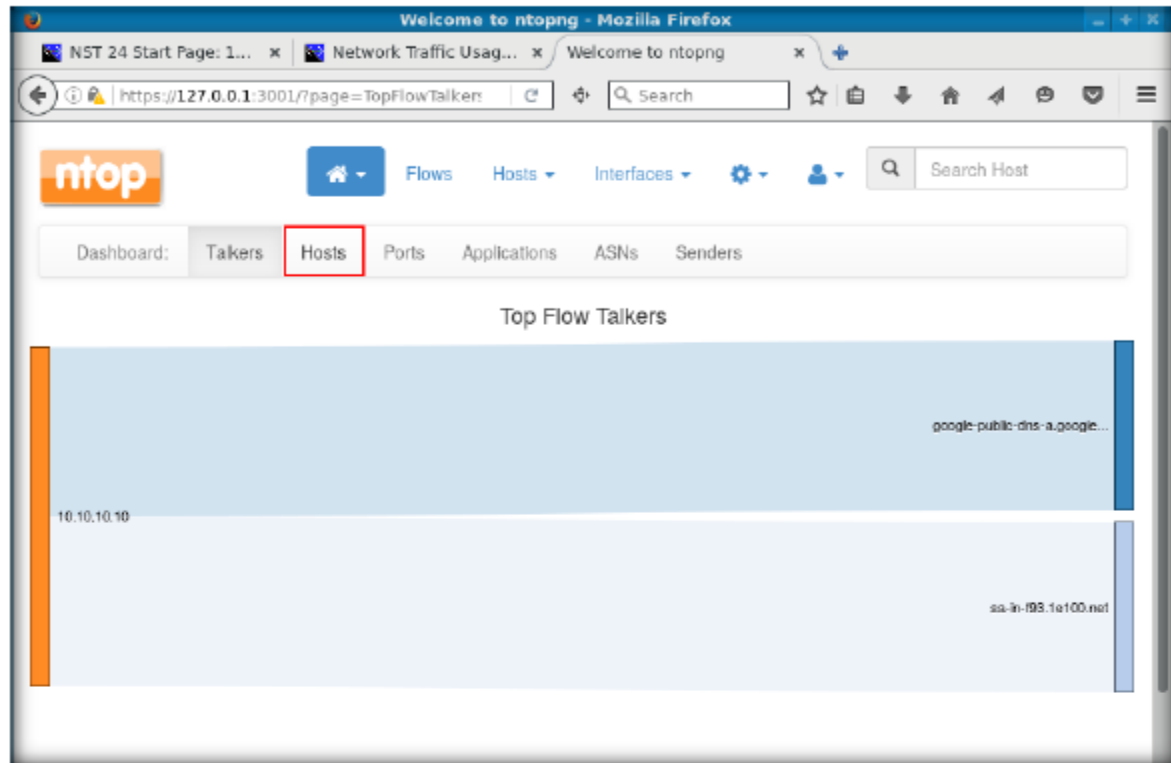 Welcome to ntopng - Mozilla Firefox
NST 24 Start Page: 1... Network Traffic Usag... Welcome to ntopng
https://127.0.0.1:3001/?page=TopFlowTalkers Search
ntop Flows Hosts Interfaces Search Host
Dashboard: Talkers Hosts Ports Applications ASNs Senders
Top Flow Talkers
google-public-dns-a.google...
10.10.10.10
sa-in-f93.1e100.net